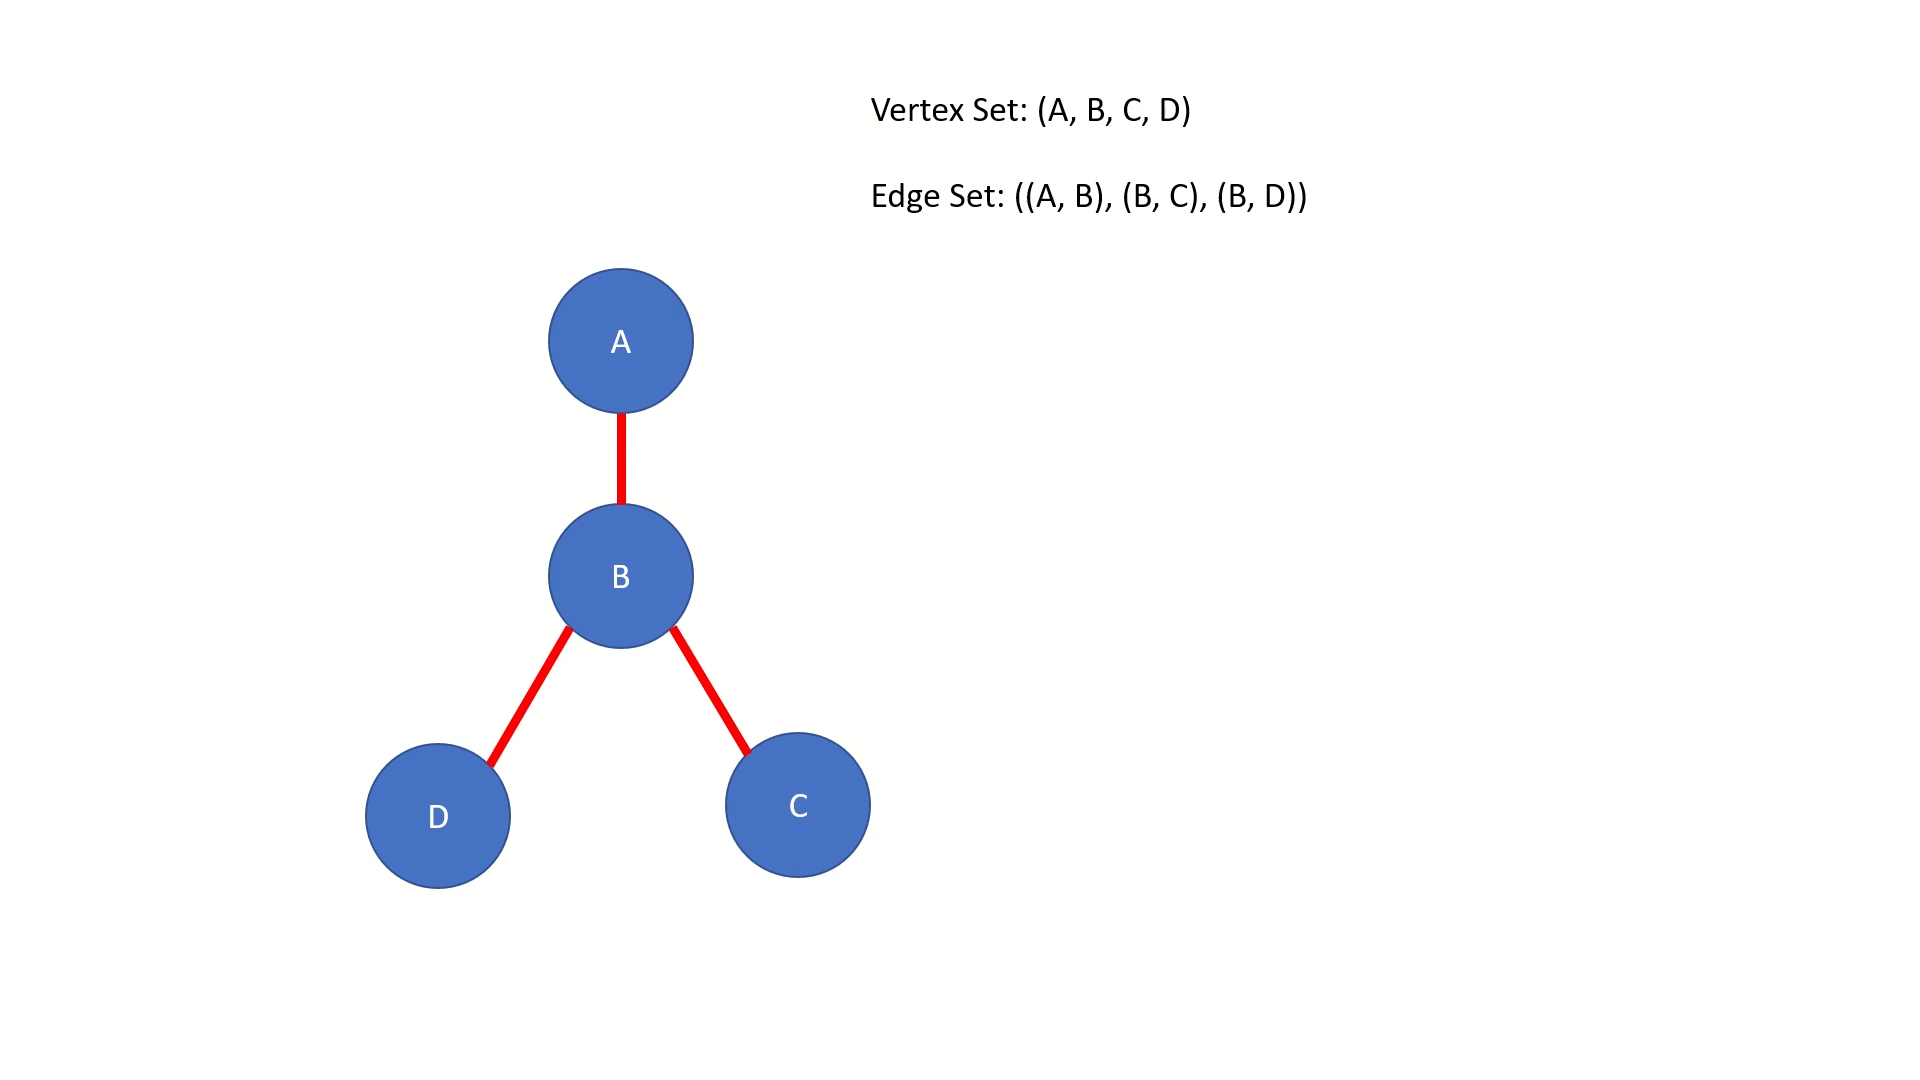 Vertex Set: (A, B, C, D)
Edge Set: ((A, B), (B, C), (B, D))
A
B
D
C